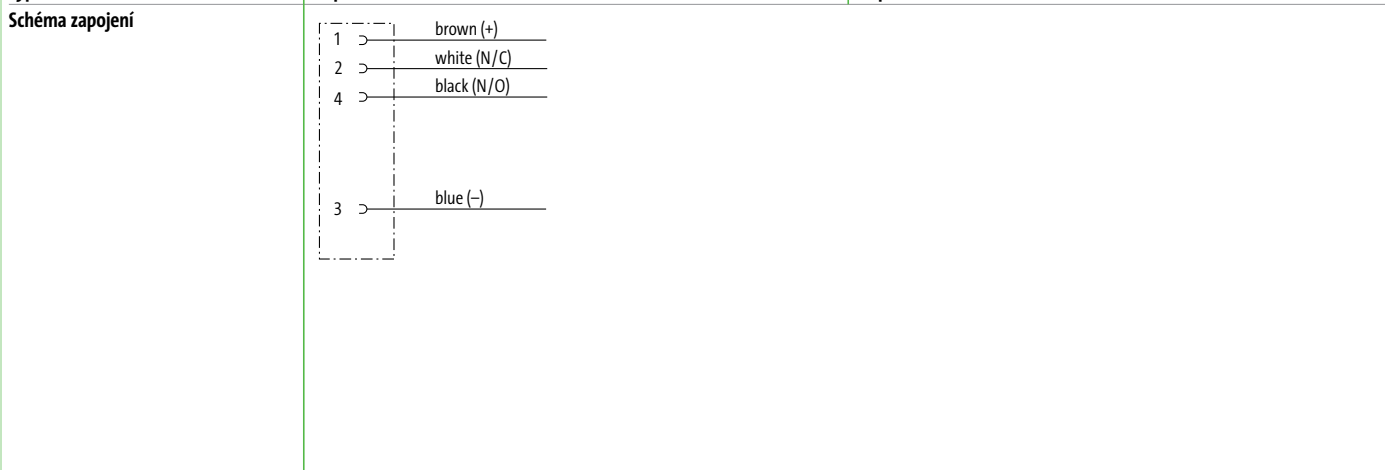 Schéma zapojení
1 brown (+)
2 white (N/C)
4 black (N/O)
3 blue (–)